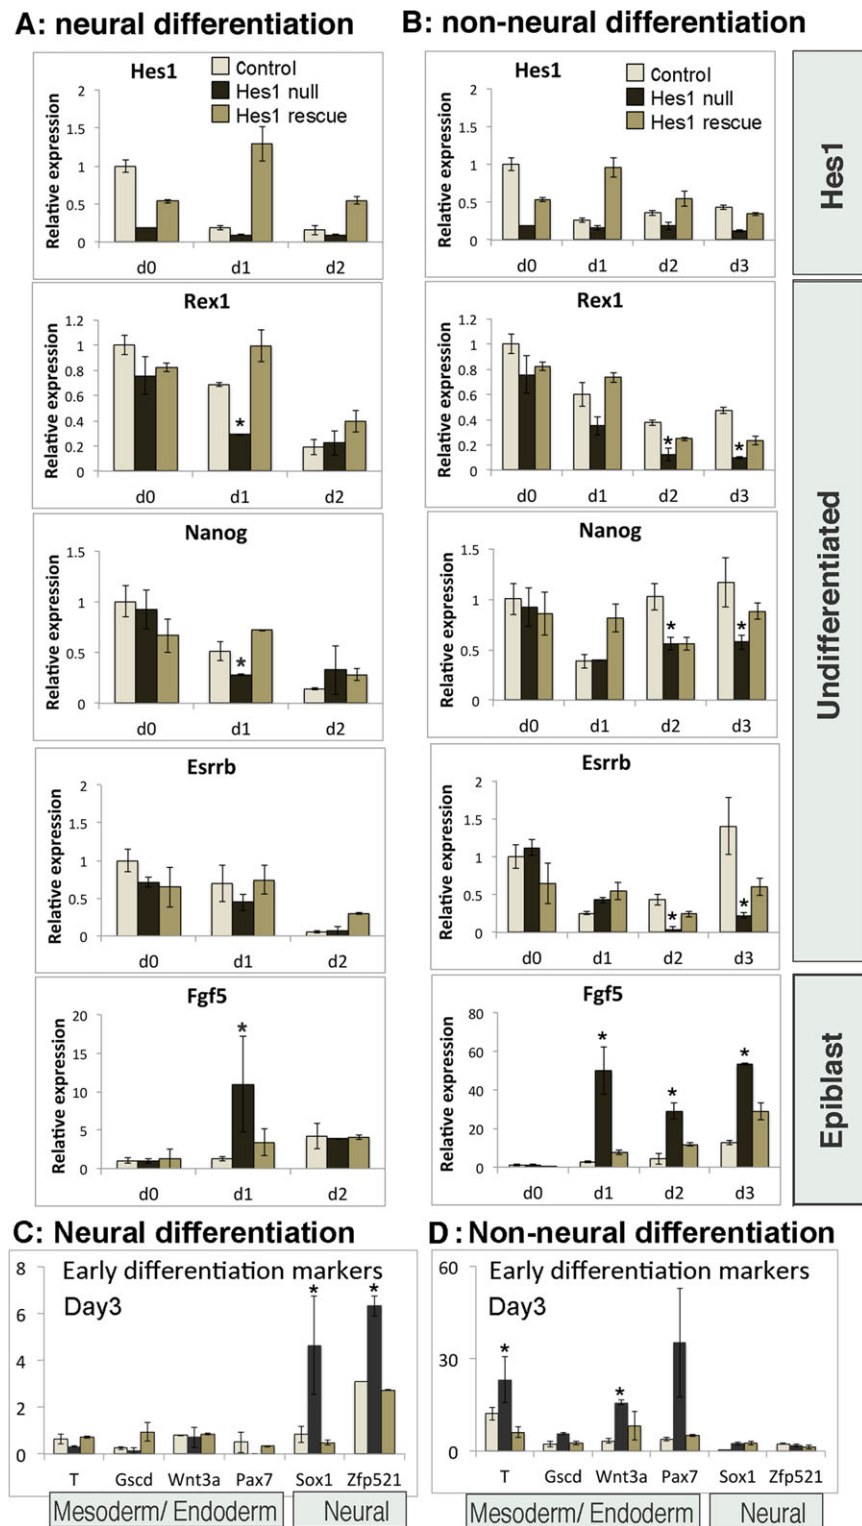 A: neural differentiation
B: non-neural differentiation
Hes1
Control
Hes1 null
Hes1 rescue
Relative expression
2
1.5
1
0.5
0
d0 d1 d2
Hes1
Control
Hes1 null
Hes1 rescue
Relative expression
2
1.5
1
0.5
0
d0 d1 d2 d3
Hes1
Rex1
Relative expression
1.2
1
0.8
0.6
0.4
0.2
0
*
d0 d1 d2
Rex1
Relative expression
1.2
1
0.8
0.6
0.4
0.2
0
* *
d0 d1 d2 d3
Nanog
Relative expression
1.5
1
0.5
0
*
d0 d1 d2
Nanog
Relative expression
1.5
1
0.5
0
* *
d0 d1 d2 d3
Undifferentiated
Esrrb
Relative expression
2
1.5
1
0.5
0
d0 d1 d2
Esrrb
Relative expression
2
1.5
1
0.5
0
* *
d0 d1 d2 d3
Fgf5
Relative expression
20
15
10
5
0
*
d0 d1 d2
Fgf5
Relative expression
80
60
40
20
0
* * *
d0 d1 d2 d3
Epiblast
C: Neural differentiation
Early differentiation markers
Day3
8
6
4
2
0
* *
T Gscd Wnt3a Pax7 Sox1 Zfp521
Mesoderm/ Endoderm Neural
D : Non-neural differentiation
Early differentiation markers
Day3
60
30
0
* *
T Gscd Wnt3a Pax7 Sox1 Zfp521
Mesoderm/ Endoderm Neural